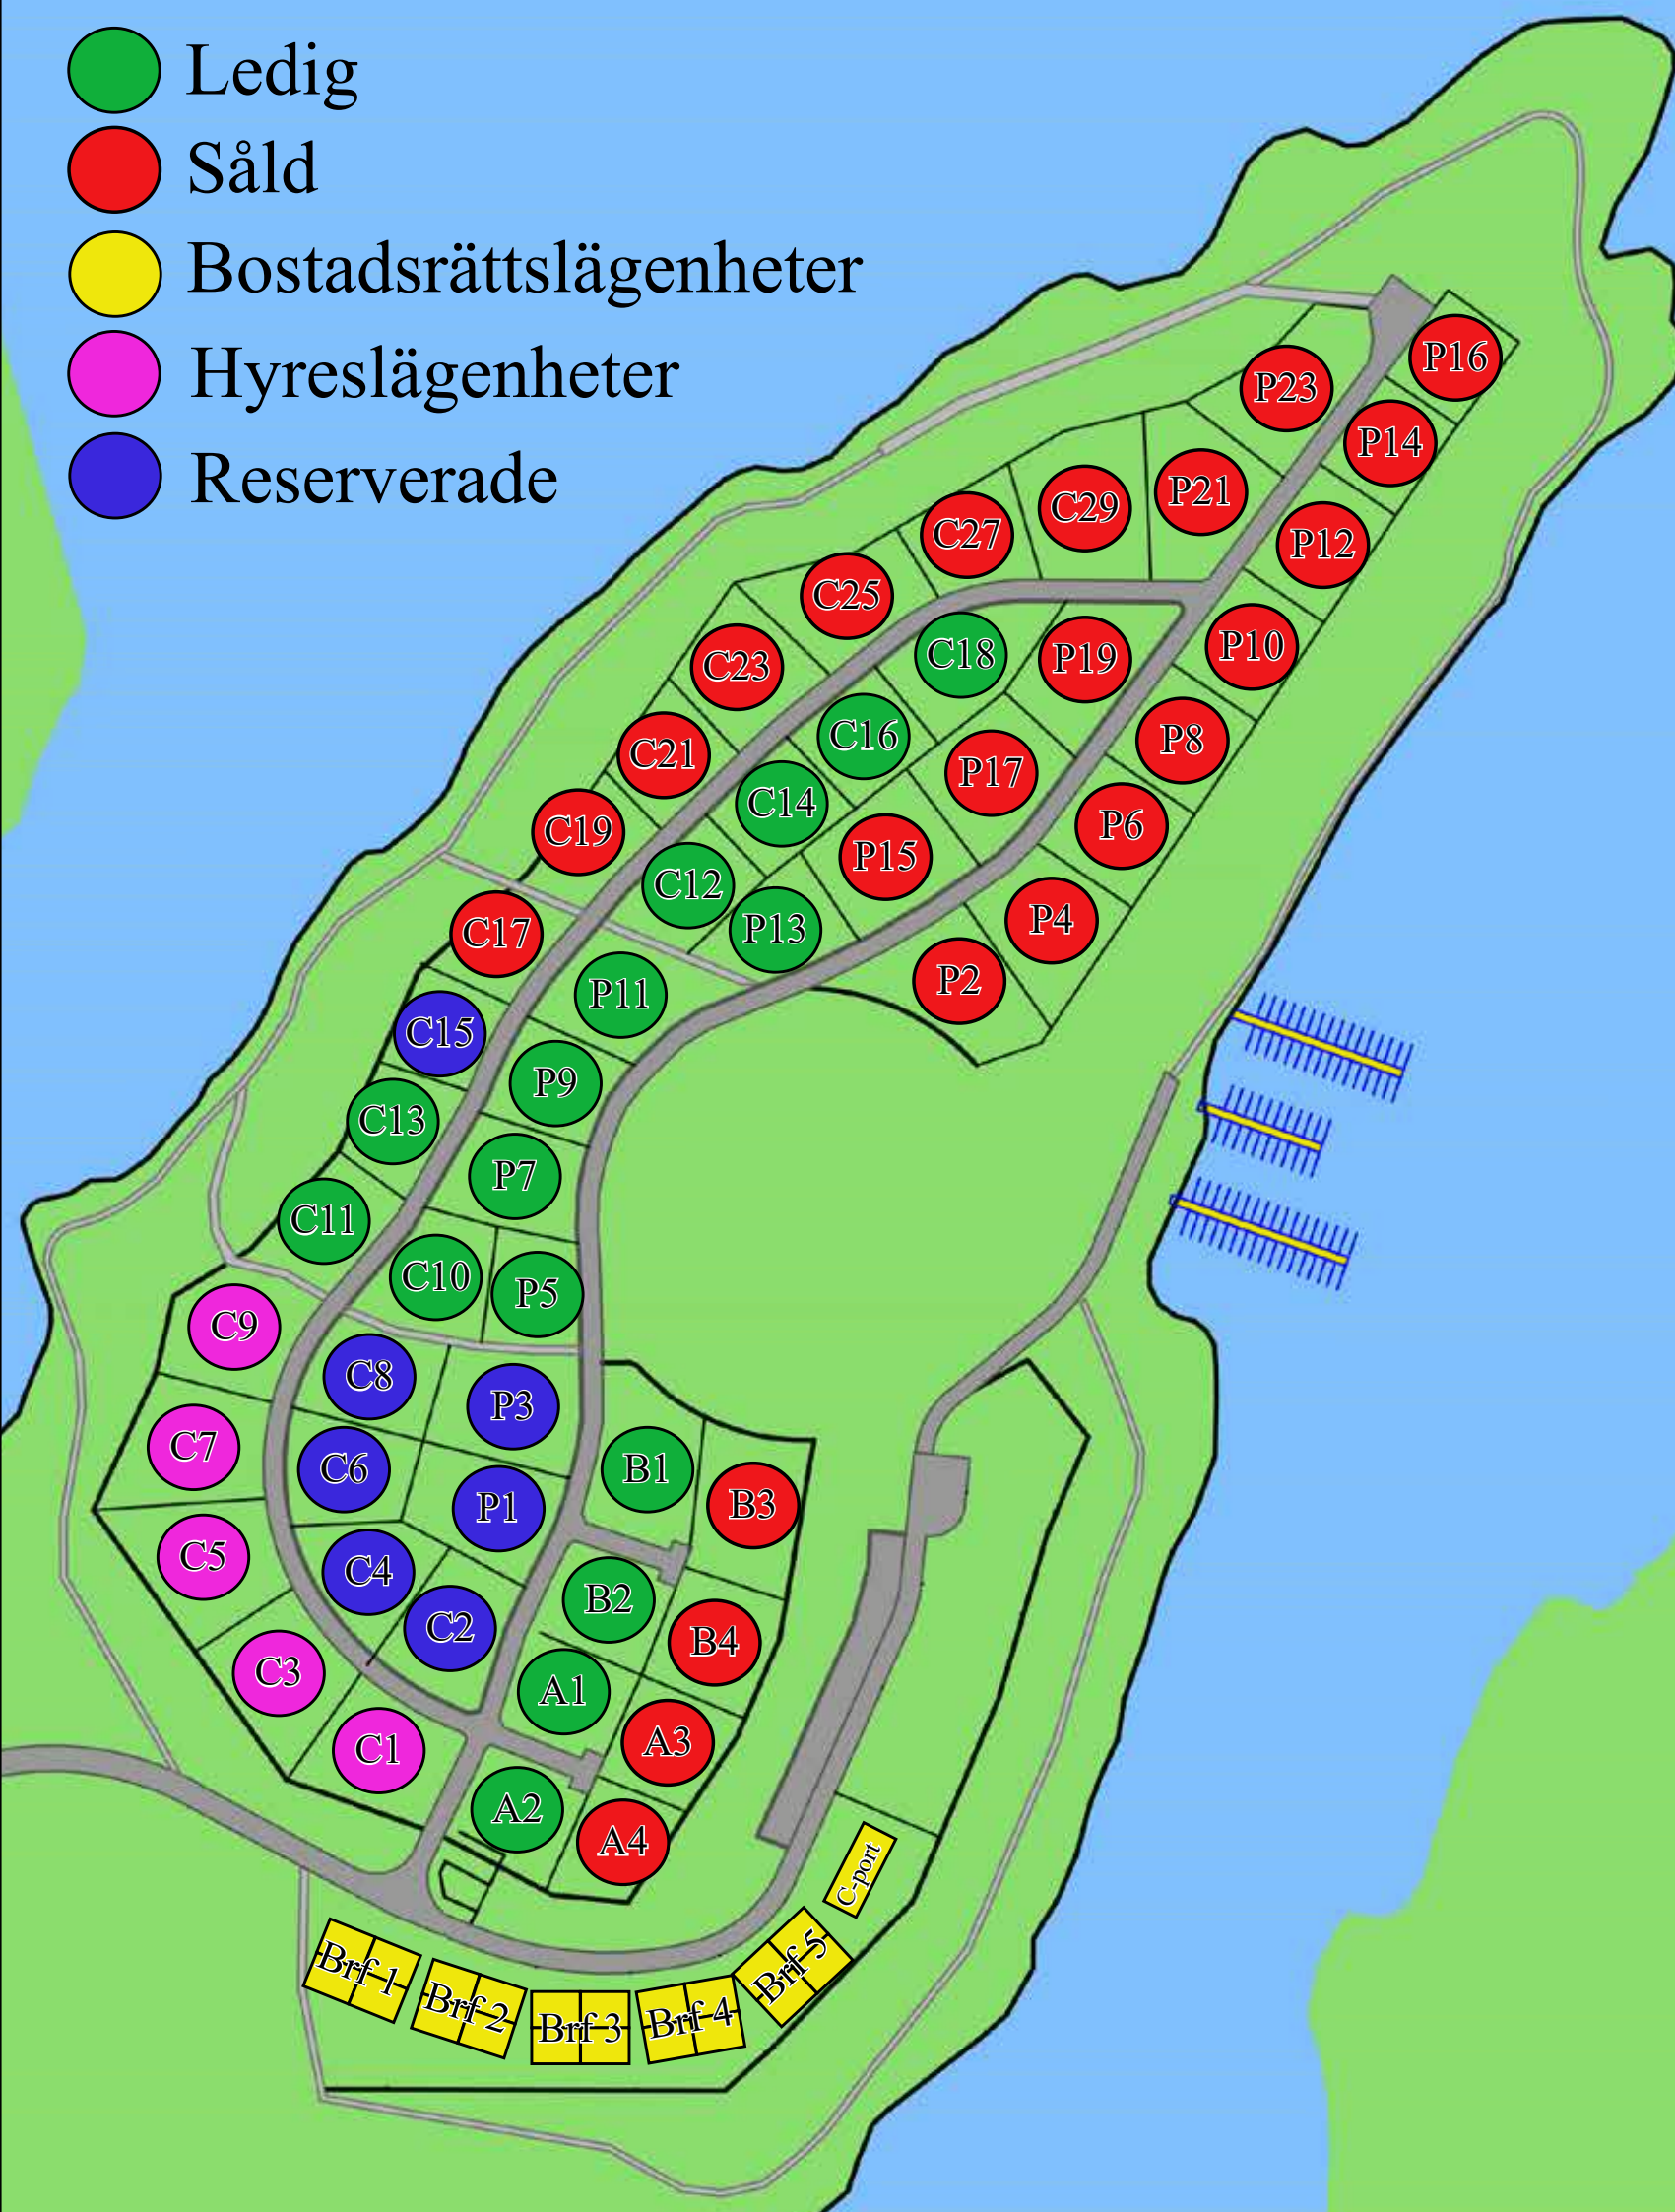 Ledig
Såld
Bostadsrättslägenheter
Hyreslägenheter
Reserverade
P16
P23
P14
P21
C29
C27
P12
C25
P10
C18
P19
C23
P8
C16
C21
P17
C14
P6
C19
P15
C12
P4
P13
C17
P2
P11
C15
P9
C13
P7
C11
C10
P5
C9
C8
P3
C7
C6
B1
B3
P1
C5
C4
B2
C2
B4
C3
A1
A3
C1
A2
A4
C-port
Brf 5
Brf 1
Brf 2
Brf 3
Brf 4